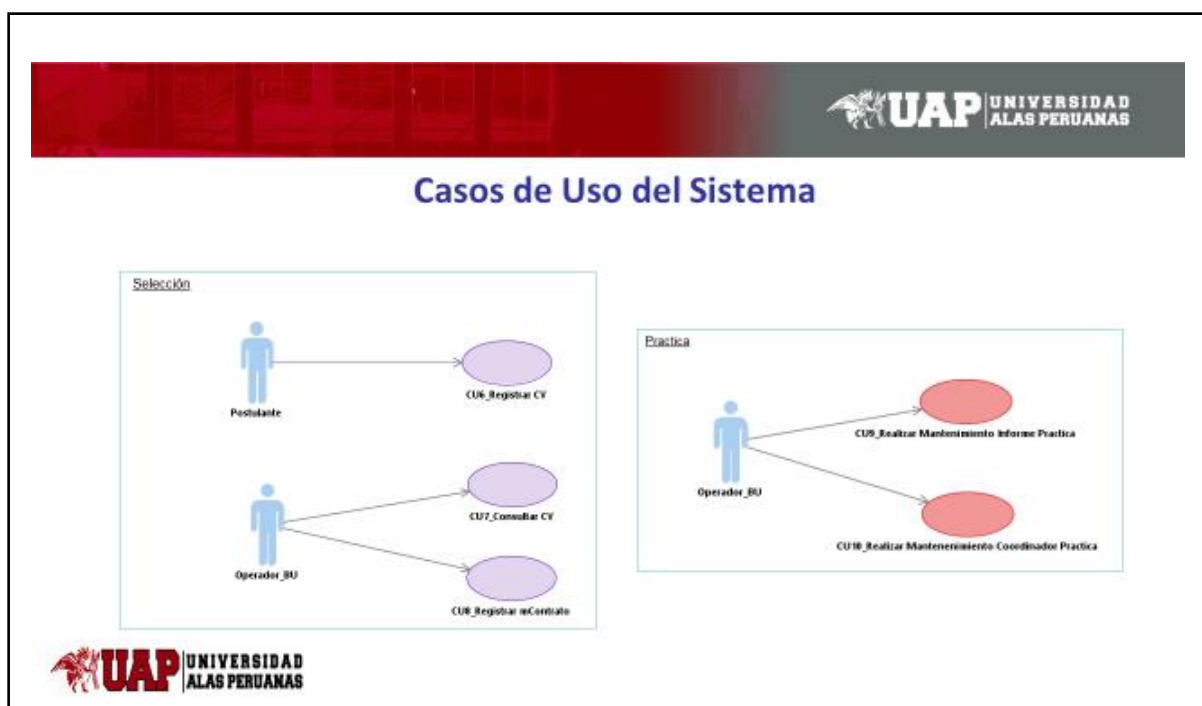 UAP UNIVERSIDAD
ALAS PERUANAS
Casos de Uso del Sistema
Selección
Postulante
CU6_Registrar CV
CU7_Consultar CV
Operador_BU
CU8_Registrar mContrato
Practica
CU9_Realizar Mantenimiento Informe Practica
Operador_BU
CU10_Realizar Mantenenimiento Coordinador Practica
UAP UNIVERSIDAD
ALAS PERUANAS